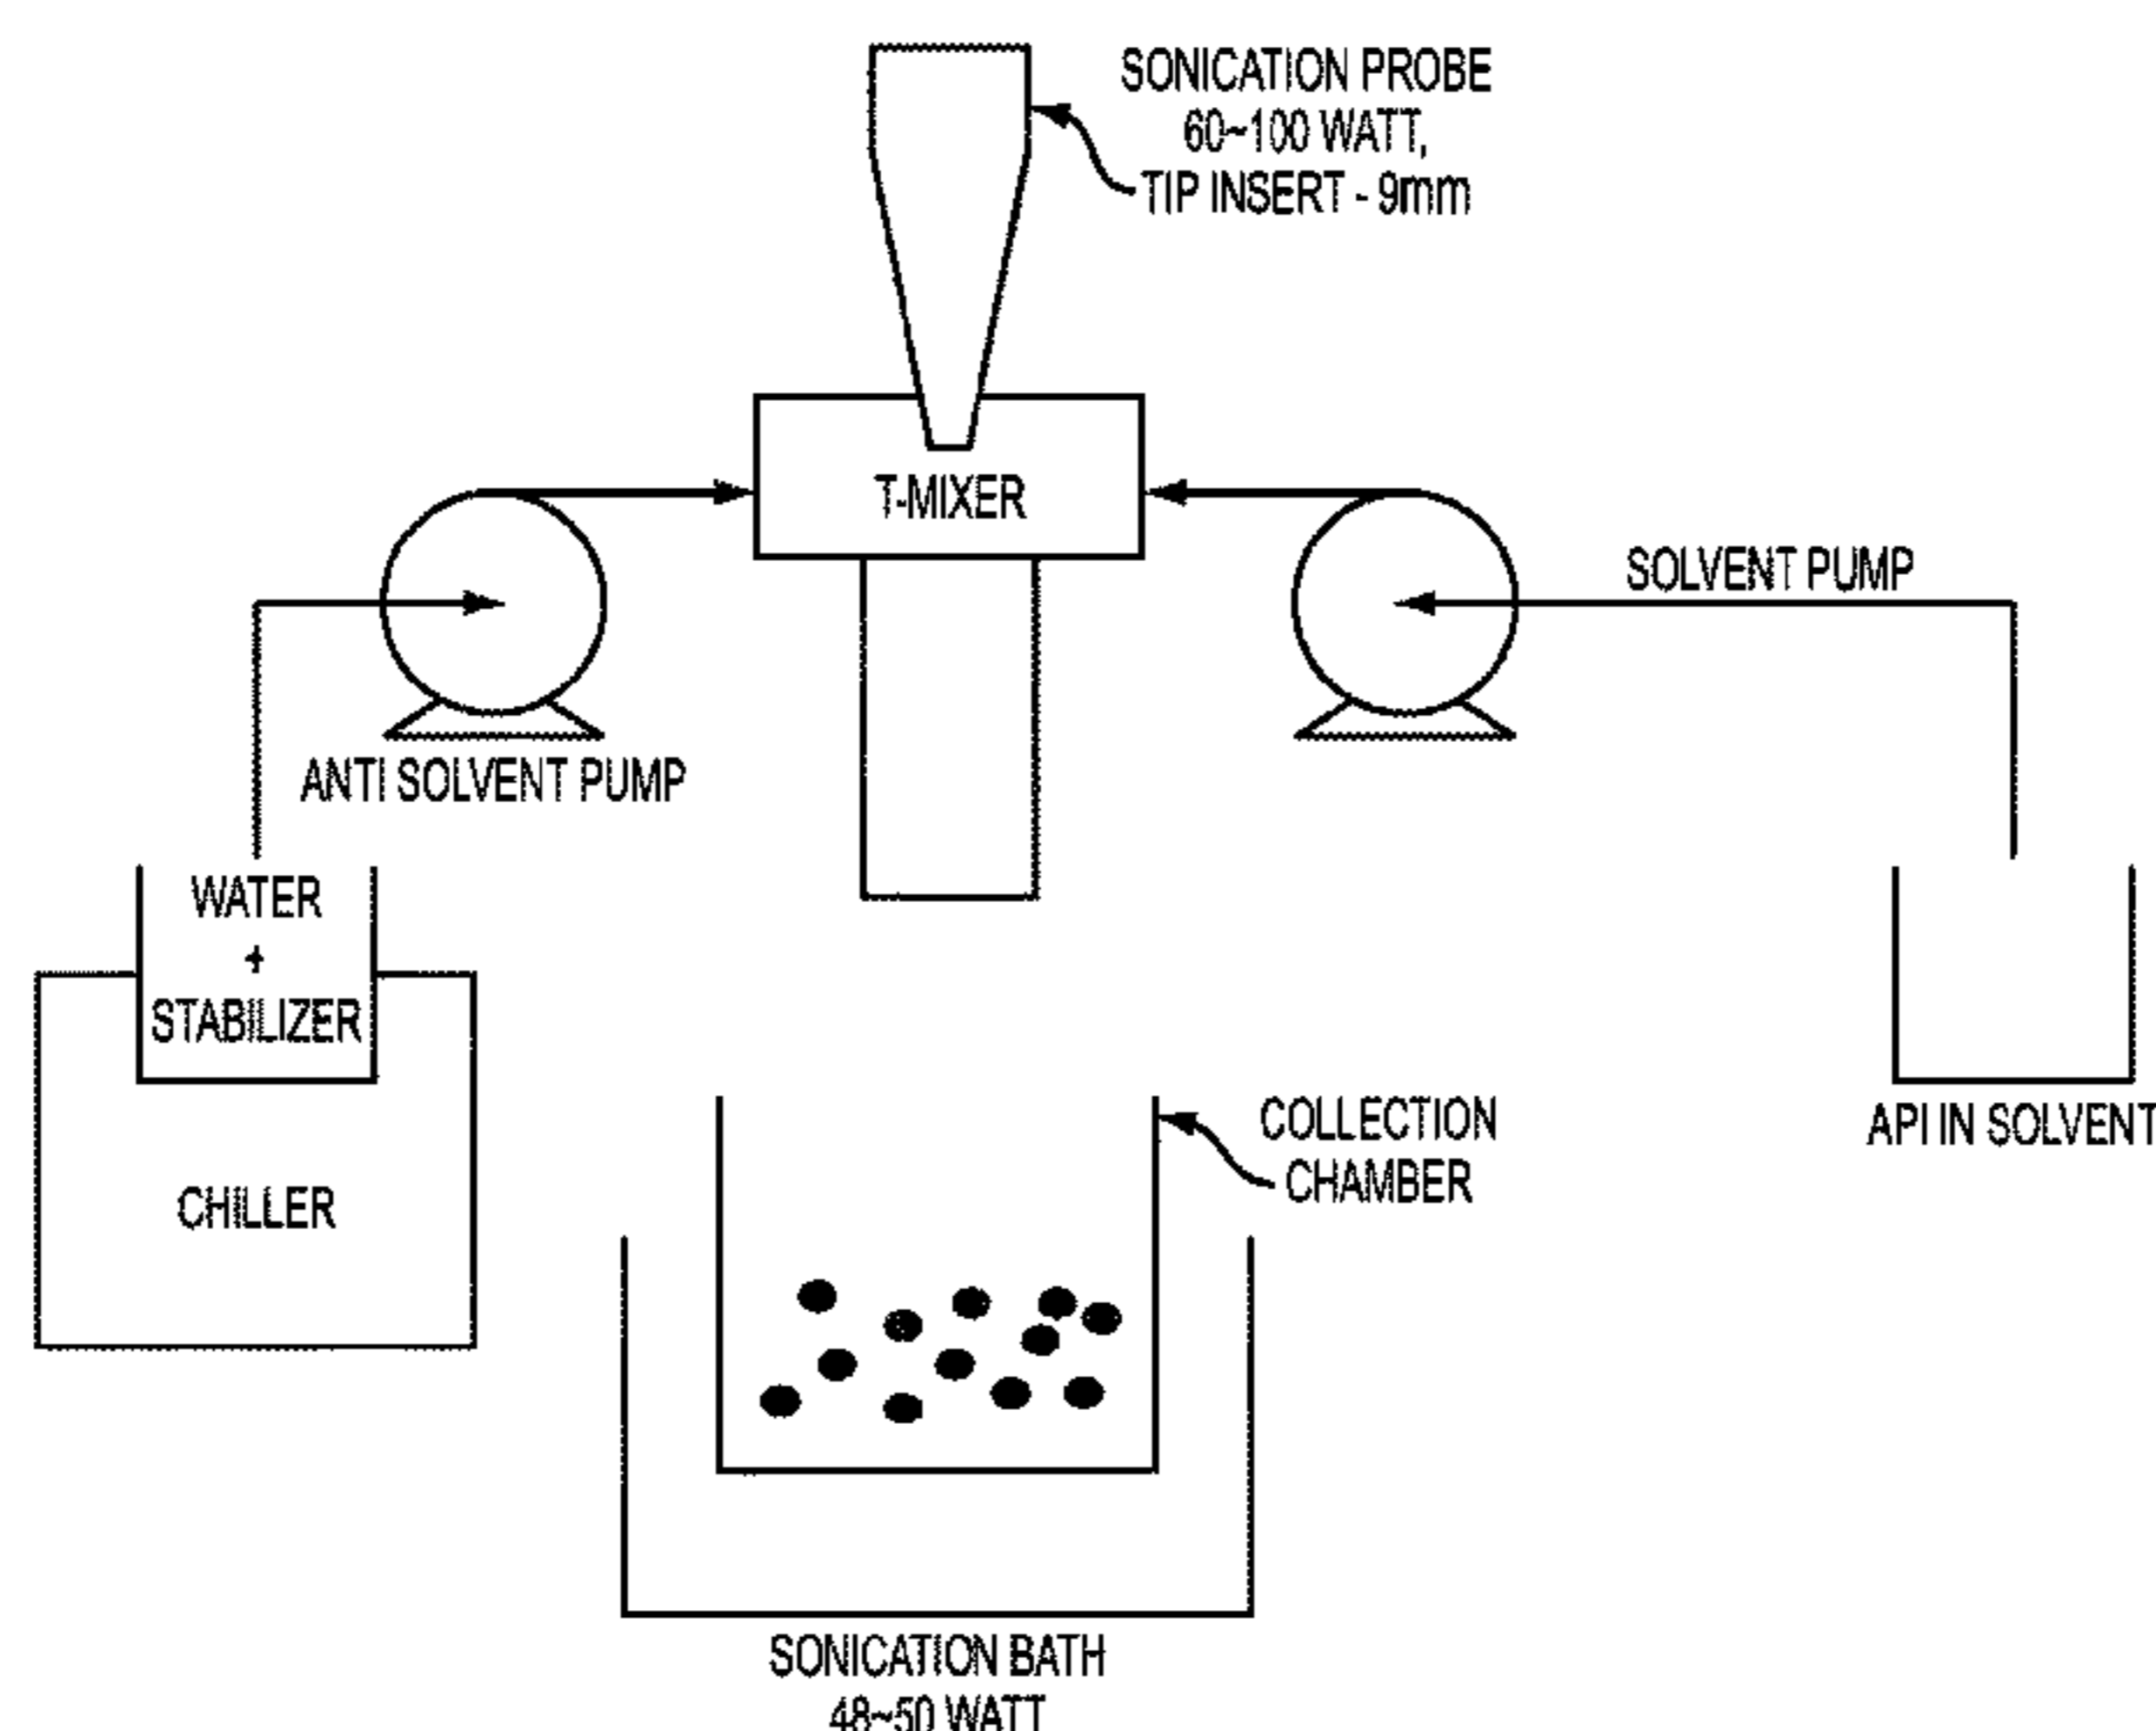 SONICATION PROBE
60~100 WATT,
TIP INSERT - 9mm
T-MIXER
SOLVENT PUMP
ANTI SOLVENT PUMP
WATER
+
STABILIZER
CHILLER
COLLECTION
CHAMBER
API IN SOLVENT
SONICATION BATH
48~50 WATT